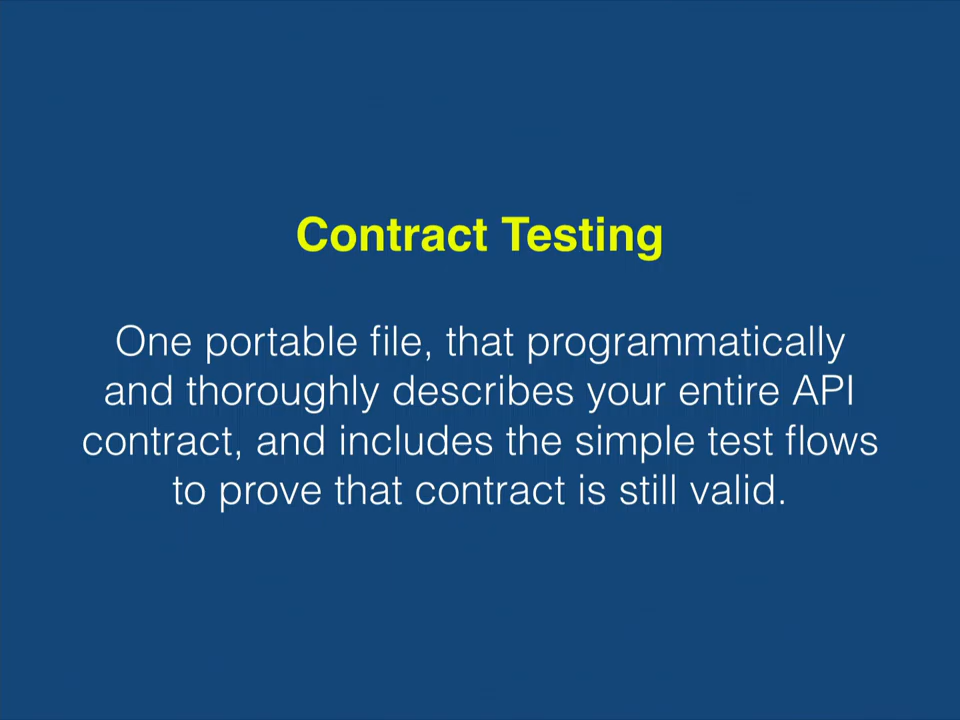 Contract Testing
One portable file, that programmatically
and thoroughly describes your entire API
contract, and includes the simple test flows
to prove that contract is still valid.